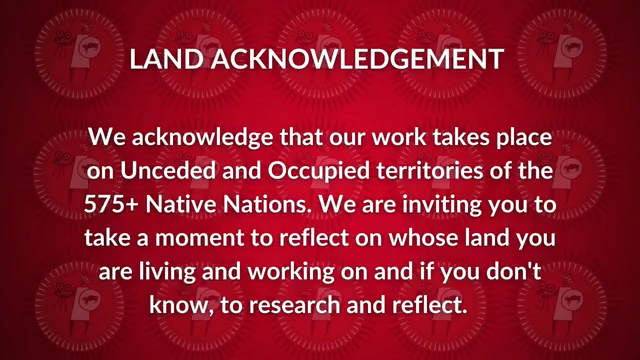 LAND ACKNOWLEDGEMENT
We acknowledge that our work takes place
on Unceded and Occupied territories of the
575+ Native Nations. We are inviting you to
take a moment to reflect on whose land you
are living and working on and if you don't
know, to research and reflect.